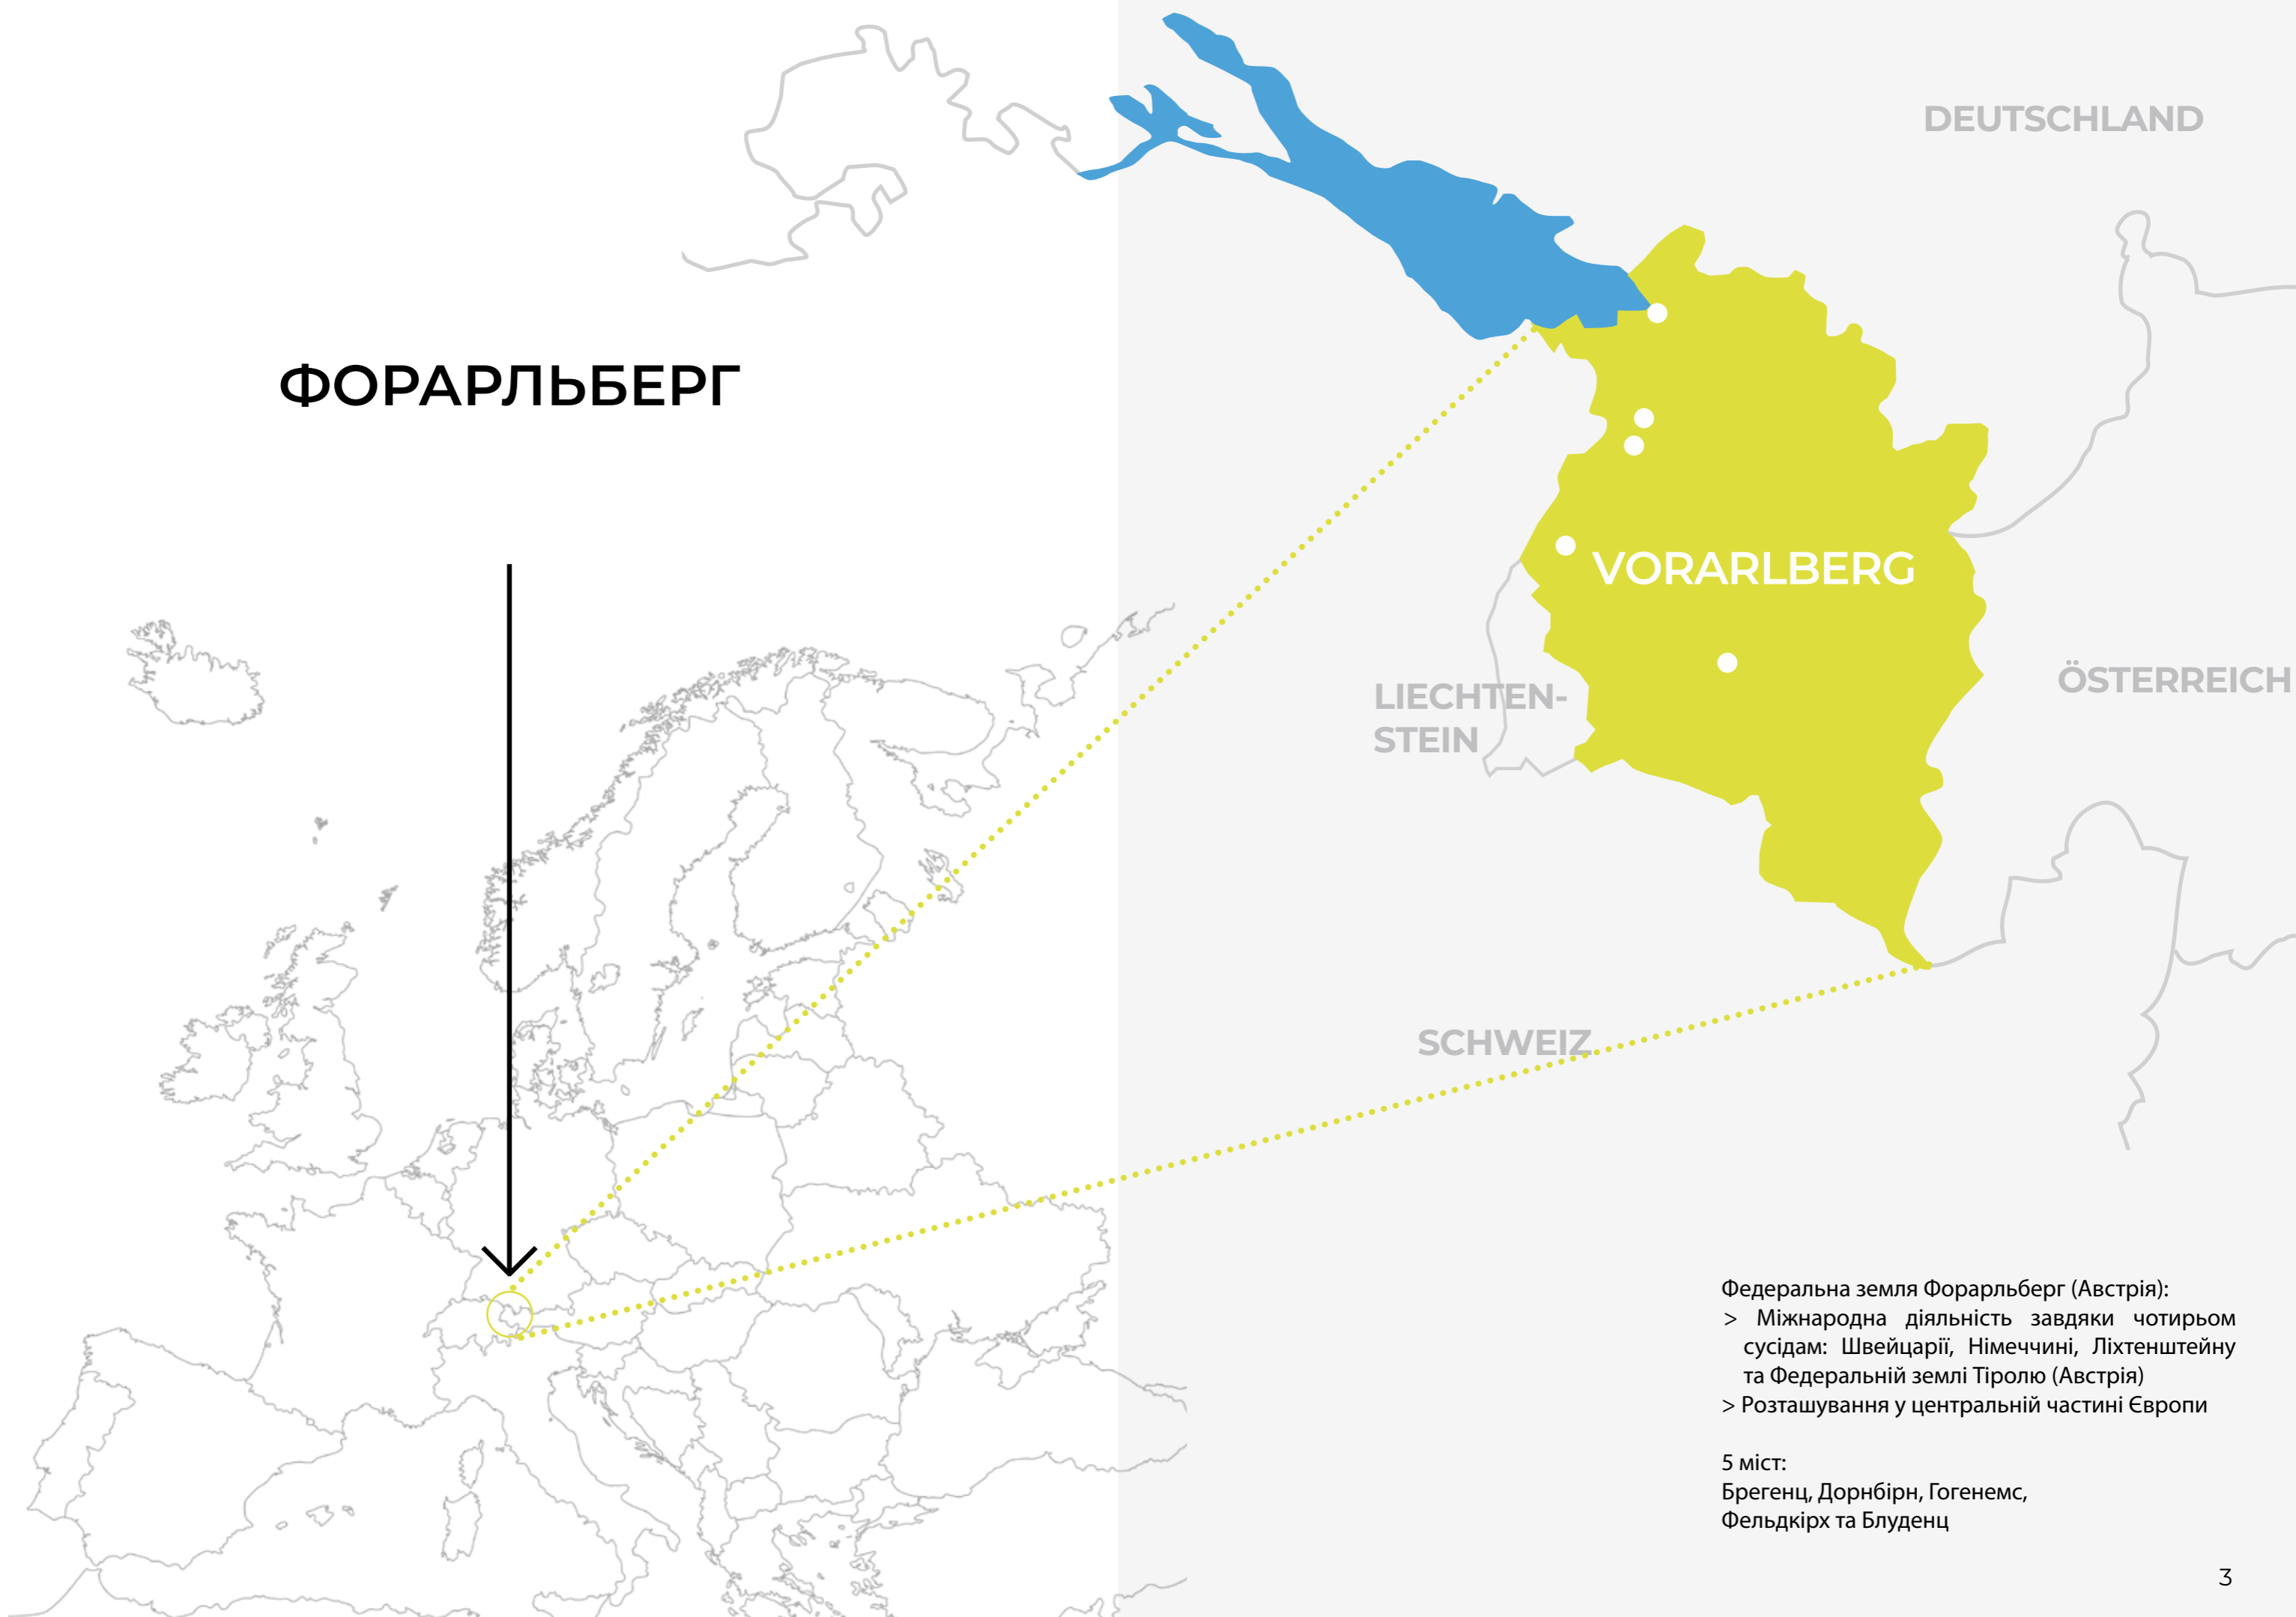 ФОРАРЛЬБЕРГ
DEUTSCHLAND
VORARLBERG
LIECHTEN-
STEIN
ÖSTERREICH
SCHWEIZ
Федеральна земля Форарльберг (Австрія):
> Міжнародна діяльність завдяки чотирьом
сусідам: Швейцарії, Німеччині, Ліхтенштейну
та Федеральній землі Тіролю (Австрія)
> Розташування у центральній частині Європи
5 міст:
Брегенц, Дорнбірн, Гогенемс,
Фельдкірх та Блуденц
3